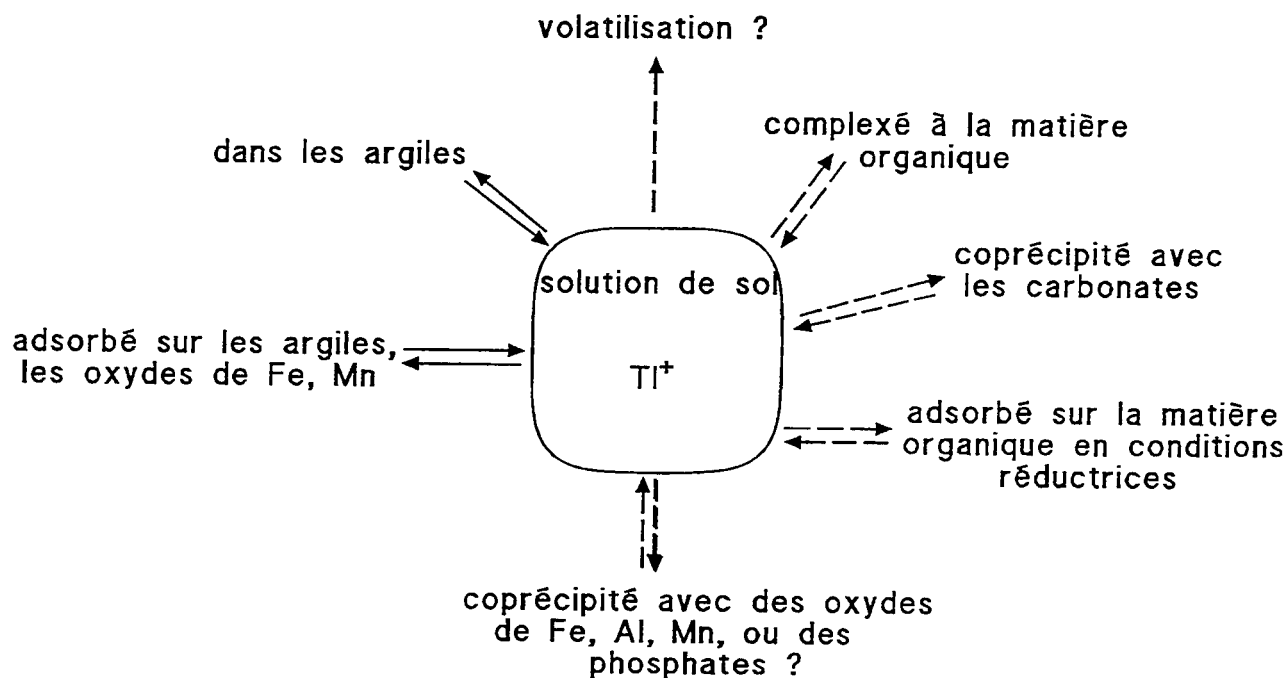 volatilisation ?
complexé à la matière
organique
dans les argiles
coprécipité avec
les carbonates
solution de sol
adsorbé sur les argiles,
les oxydes de Fe, Mn
Tl⁺
adsorbé sur la matière
organique en conditions
réductrices
coprécipité avec des oxydes
de Fe, Al, Mn, ou des
phosphates ?